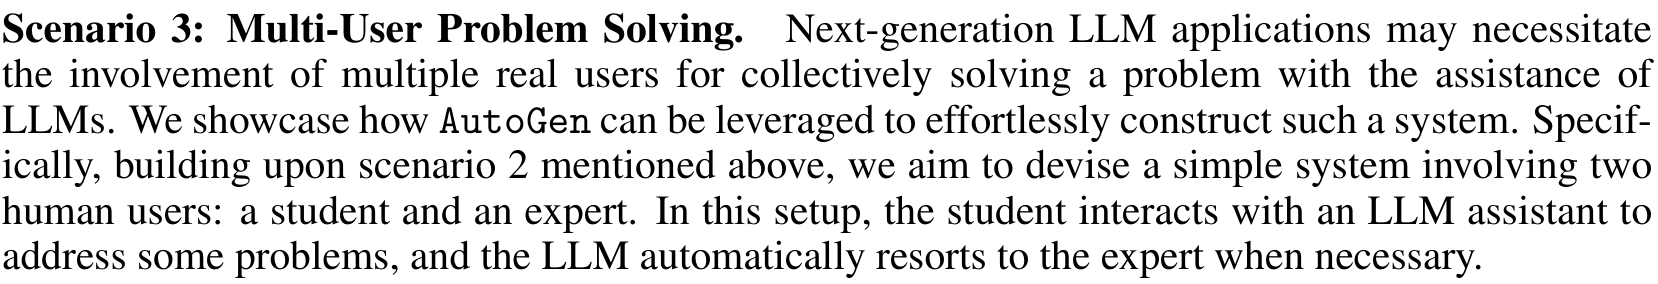 Scenario 3: Multi-User Problem Solving. Next-generation LLM applications may necessitate
the involvement of multiple real users for collectively solving a problem with the assistance of
LLMs. We showcase how AutoGen can be leveraged to effortlessly construct such a system. Specif-
ically, building upon scenario 2 mentioned above, we aim to devise a simple system involving two
human users: a student and an expert. In this setup, the student interacts with an LLM assistant to
address some problems, and the LLM automatically resorts to the expert when necessary.